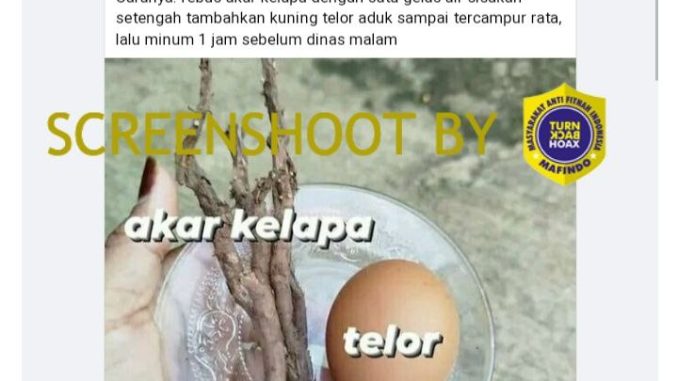 setengah tambahkan kuning telor aduk sampai tercampur rata,
lalu minum 1 jam sebelum dinas malam
SCREENSHOOT BY
MASYARAKAT ANTI FITNAH INDONESIA
TURN
BACK
HOAX
MAFINDO
akar kelapa
telor